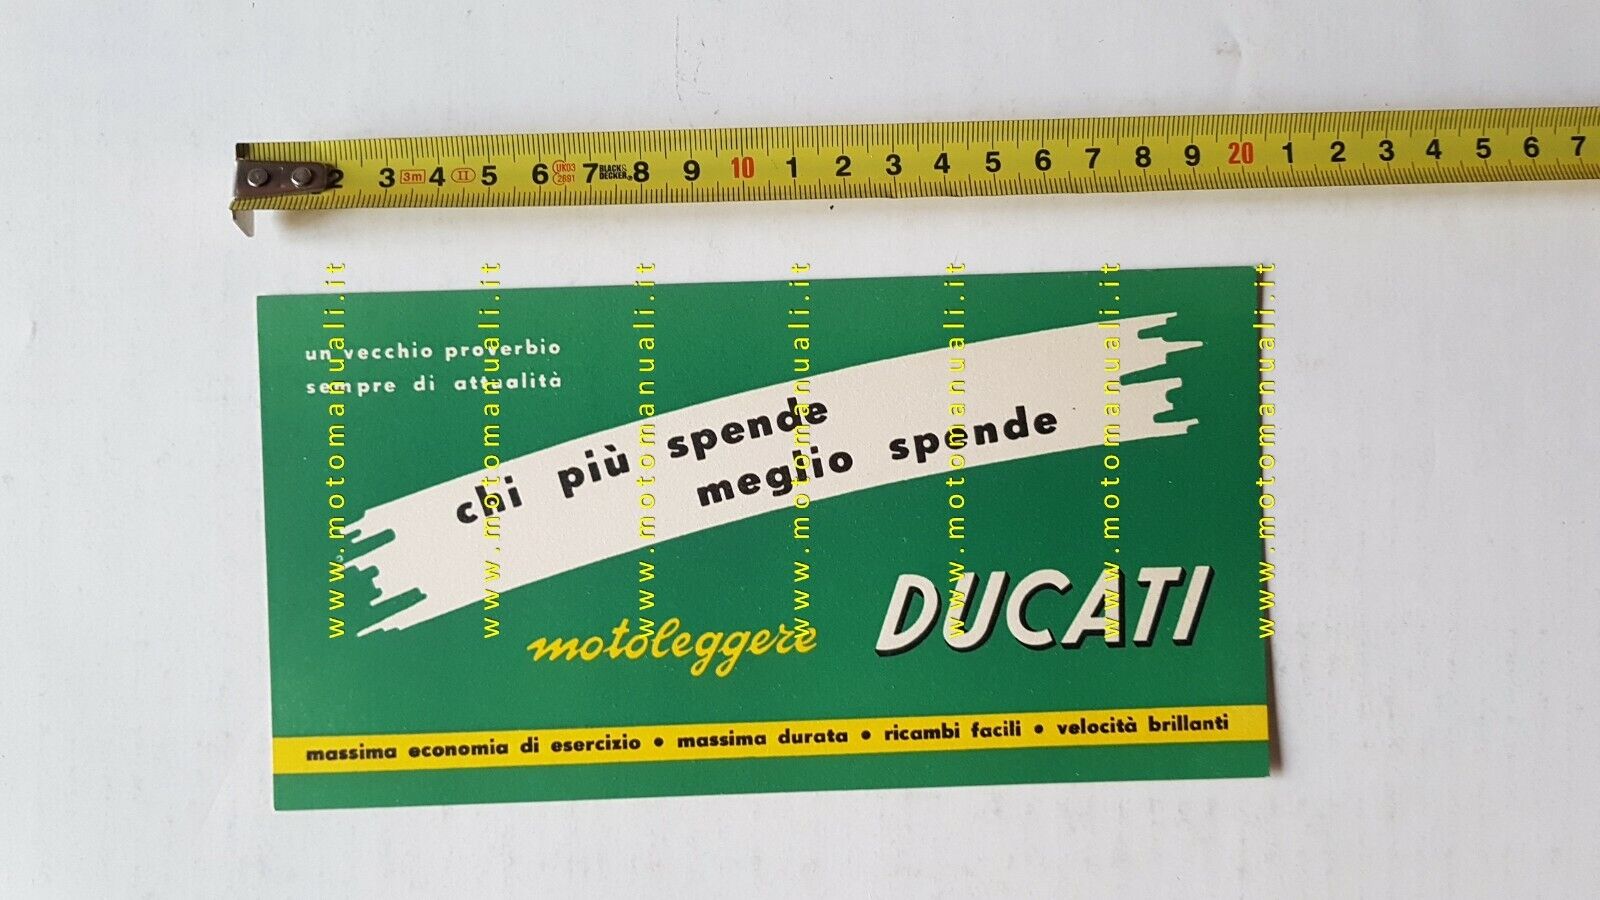 2 3 3m 4 II 5 6 UK03 2691 7 BLACK& DECKER 8 9 10 1 2 3 4 5 6 7 8 9 20 1 2 3 4 5 6 7
un vecchio proverbio
sempre di attualità
chi più spende
meglio spende
motoleggere DUCATI
massima economia di esercizio • massima durata • ricambi facili • velocità brillanti
www.motomanuali.it
www.motomanuali.it
www.motomanuali.it
www.motomanuali.it
www.motomanuali.it
www.motomanuali.it
www.motomanuali.it